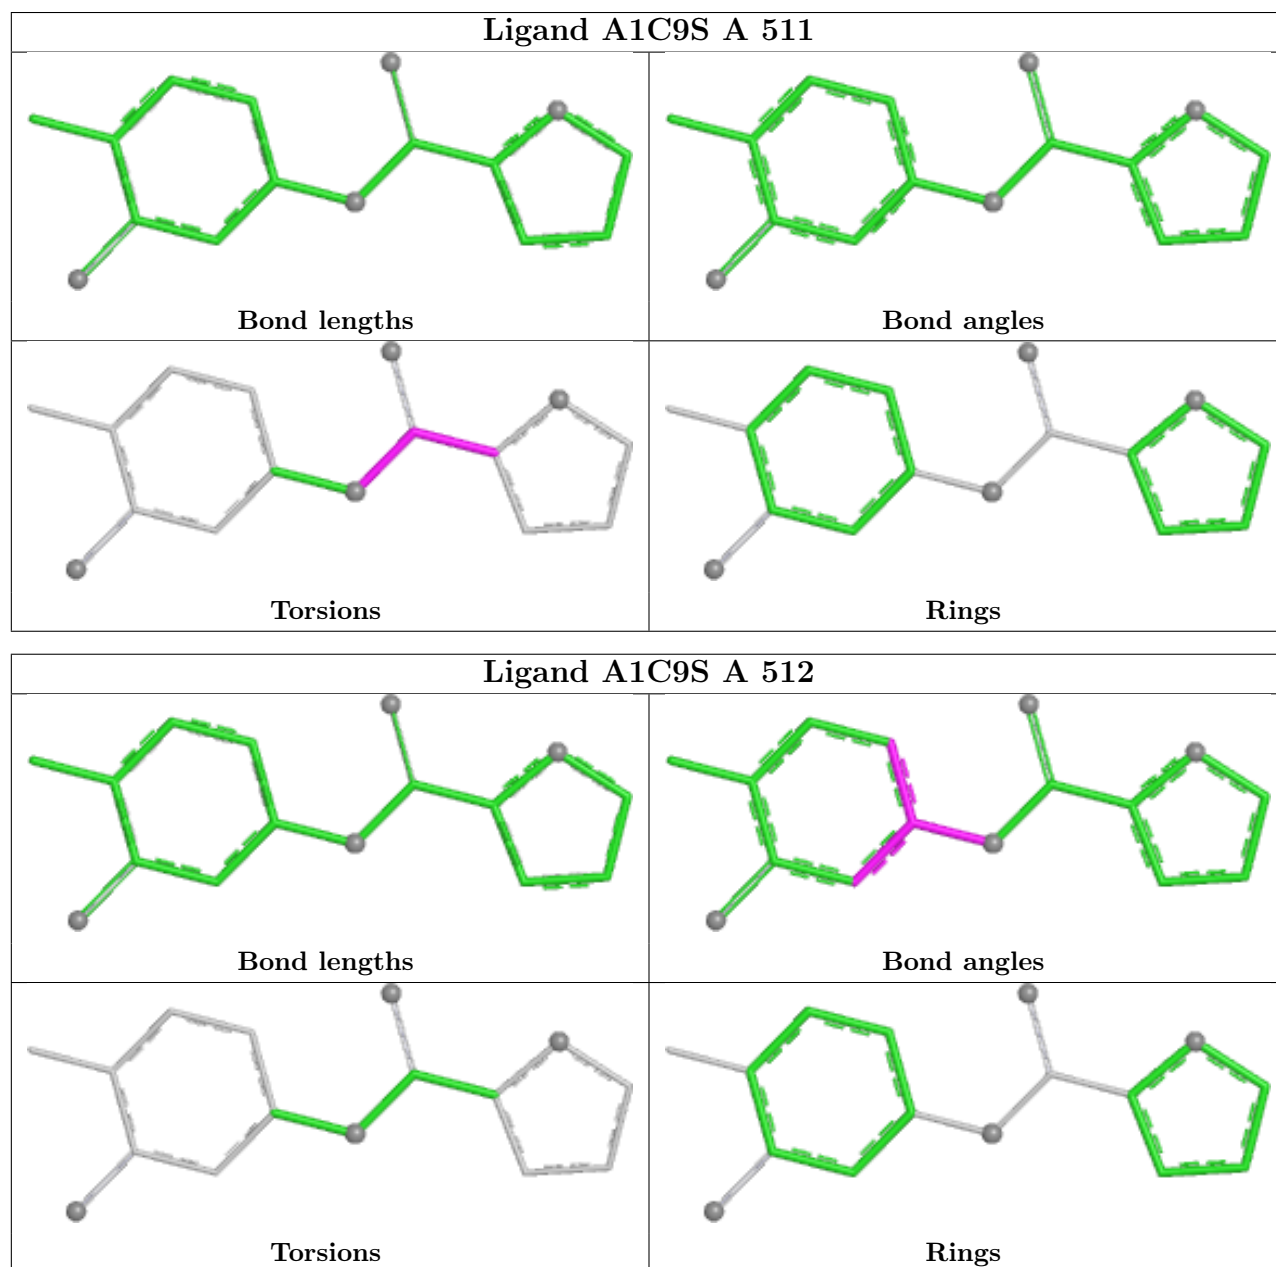 Ligand A1C9S A 511
Bond lengths
Bond angles
Torsions
Rings
Ligand A1C9S A 512
Bond lengths
Bond angles
Torsions
Rings